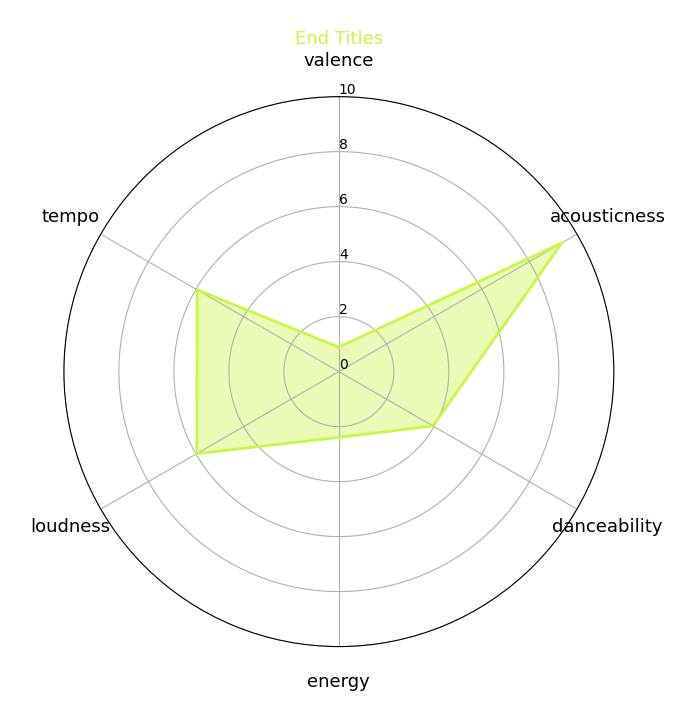 End Titles
valence
10
8
tempo
6
acousticness
4
2
0
loudness
danceability
energy